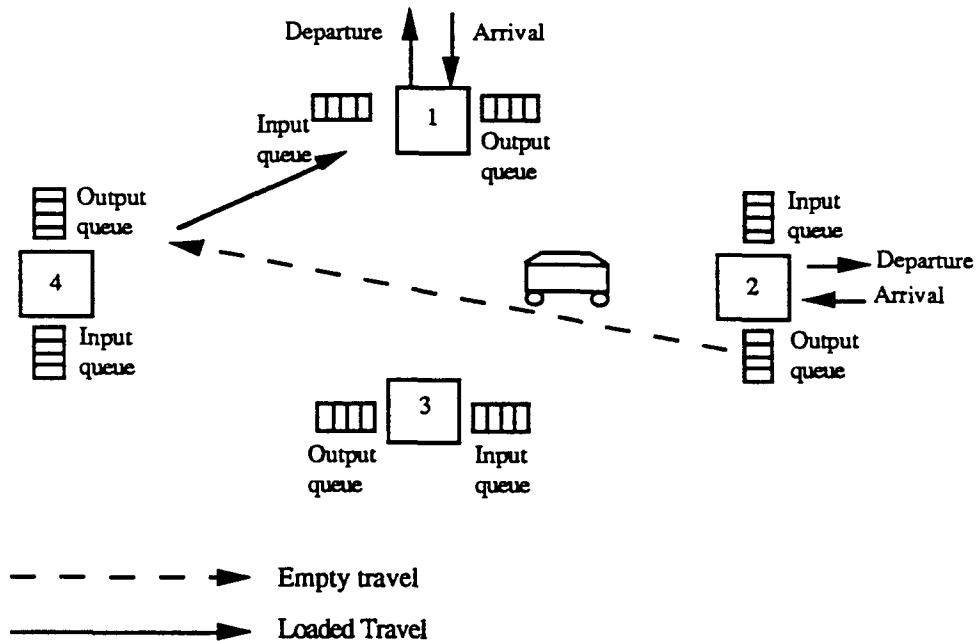 Departure
Arrival
1
Input
queue
Output
queue
Output
queue
4
Input
queue
Input
queue
2
Departure
Arrival
Output
queue
3
Output
queue
Input
queue
Empty travel
Loaded Travel